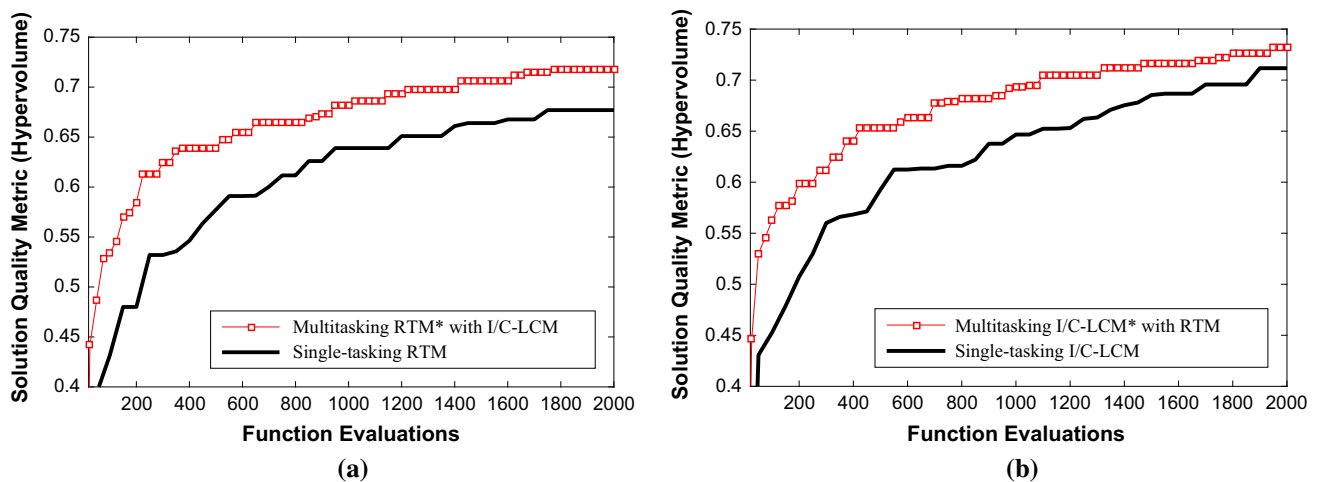 Solution Quality Metric (Hypervolume)
0.75
0.7
0.65
0.6
0.55
0.5
0.45
0.4
Multitasking RTM* with I/C-LCM
Single-tasking RTM
200 400 600 800 1000 1200 1400 1600 1800 2000
Function Evaluations
(a)
Solution Quality Metric (Hypervolume)
0.75
0.7
0.65
0.6
0.55
0.5
0.45
0.4
Multitasking I/C-LCM* with RTM
Single-tasking I/C-LCM
200 400 600 800 1000 1200 1400 1600 1800 2000
Function Evaluations
(b)